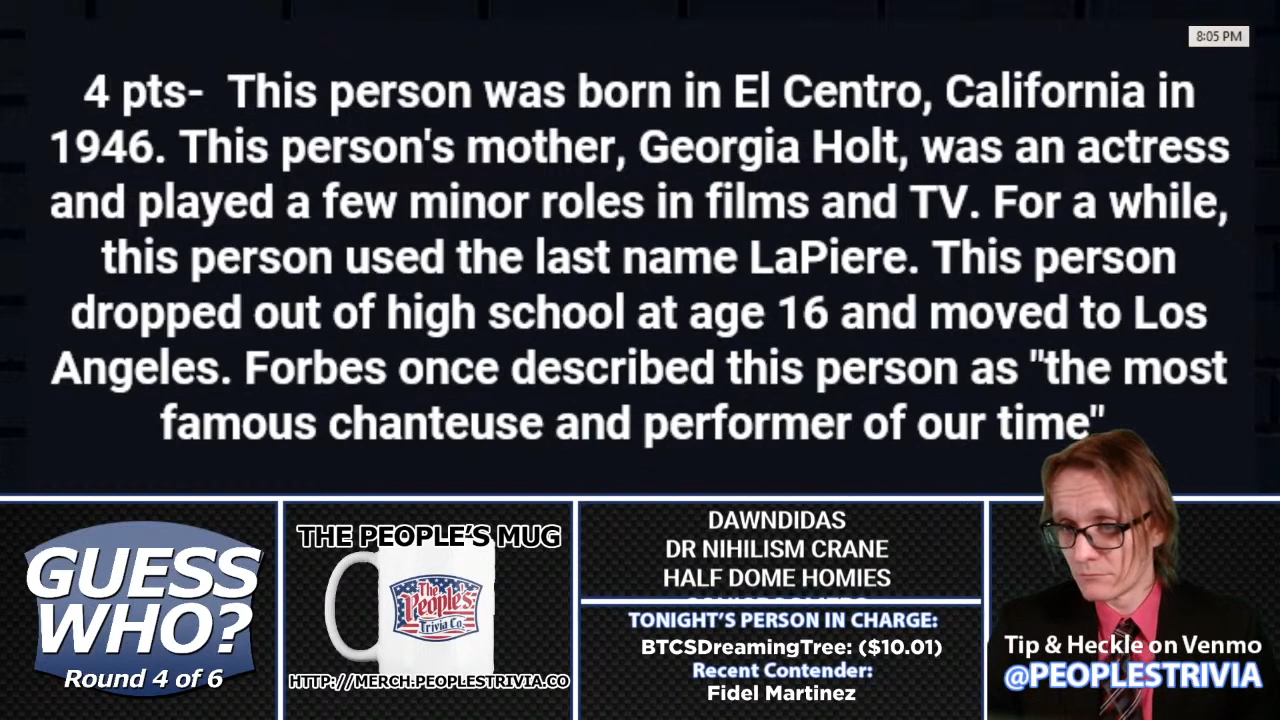 8:05 PM
4 pts-  This person was born in El Centro, California in
1946. This person's mother, Georgia Holt, was an actress
and played a few minor roles in films and TV. For a while,
this person used the last name LaPiere. This person
dropped out of high school at age 16 and moved to Los
Angeles. Forbes once described this person as "the most
famous chanteuse and performer of our time"
GUESS
WHO?
Round 4 of 6
THE PEOPLE'S MUG
The
People's
Trivia Co.
HTTP://MERCH.PEOPLESTRIVIA.CO
DAWNDIDAS
DR NIHILISM CRANE
HALF DOME HOMIES
TONIGHT'S PERSON IN CHARGE:
BTCSDreamingTree: ($10.01)
Recent Contender:
Fidel Martinez
Tip & Heckle on Venmo
@PEOPLESTRIVIA